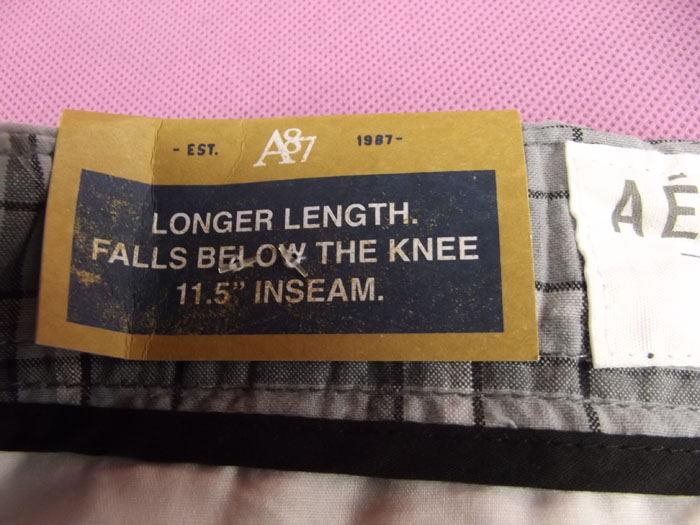 - EST. A87 1987-
LONGER LENGTH.
FALLS BELOW THE KNEE
11.5" INSEAM.
AÉ